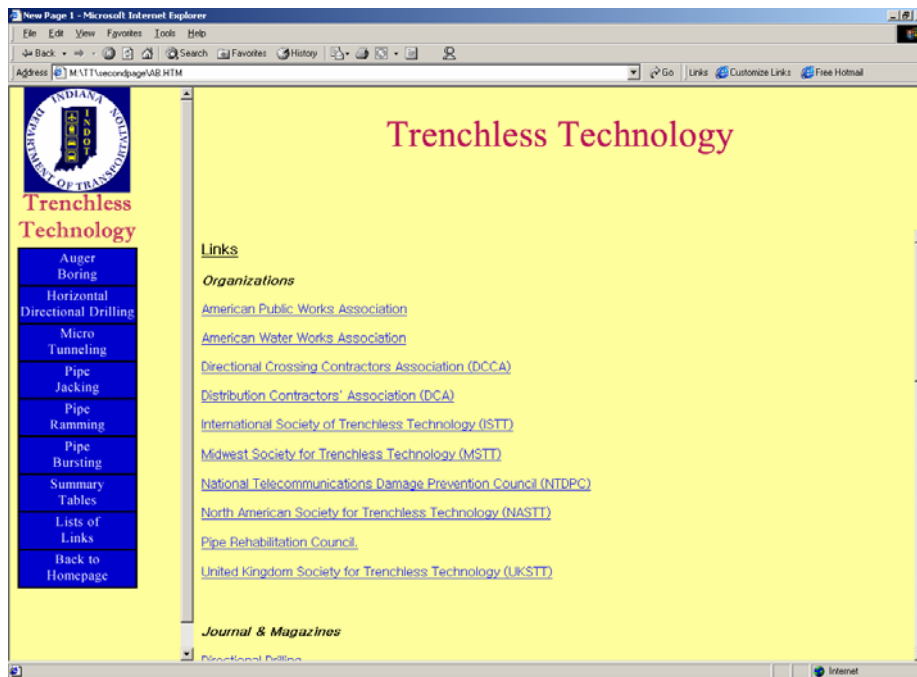 New Page 1 - Microsoft Internet Explorer
File Edit View Favorites Tools Help
Back Search Favorites History
Address M:\TT\secondpage\AB.HTM Go Links Customize Links Free Hotmail
INDIANA
DEPARTMENT OF TRANSPORTATION
INDOT
Trenchless
Technology
Auger
Boring
Horizontal
Directional Drilling
Micro
Tunneling
Pipe
Jacking
Pipe
Ramming
Pipe
Bursting
Summary
Tables
Lists of
Links
Back to
Homepage
Trenchless Technology
Links
Organizations
American Public Works Association
American Water Works Association
Directional Crossing Contractors Association (DCCA)
Distribution Contractors' Association (DCA)
International Society of Trenchless Technology (ISTT)
Midwest Society for Trenchless Technology (MSTT)
National Telecommunications Damage Prevention Council (NTDPC)
North American Society for Trenchless Technology (NASTT)
Pipe Rehabilitation Council.
United Kingdom Society for Trenchless Technology (UKSTT)
Journal & Magazines
Directional Drilling
Internet